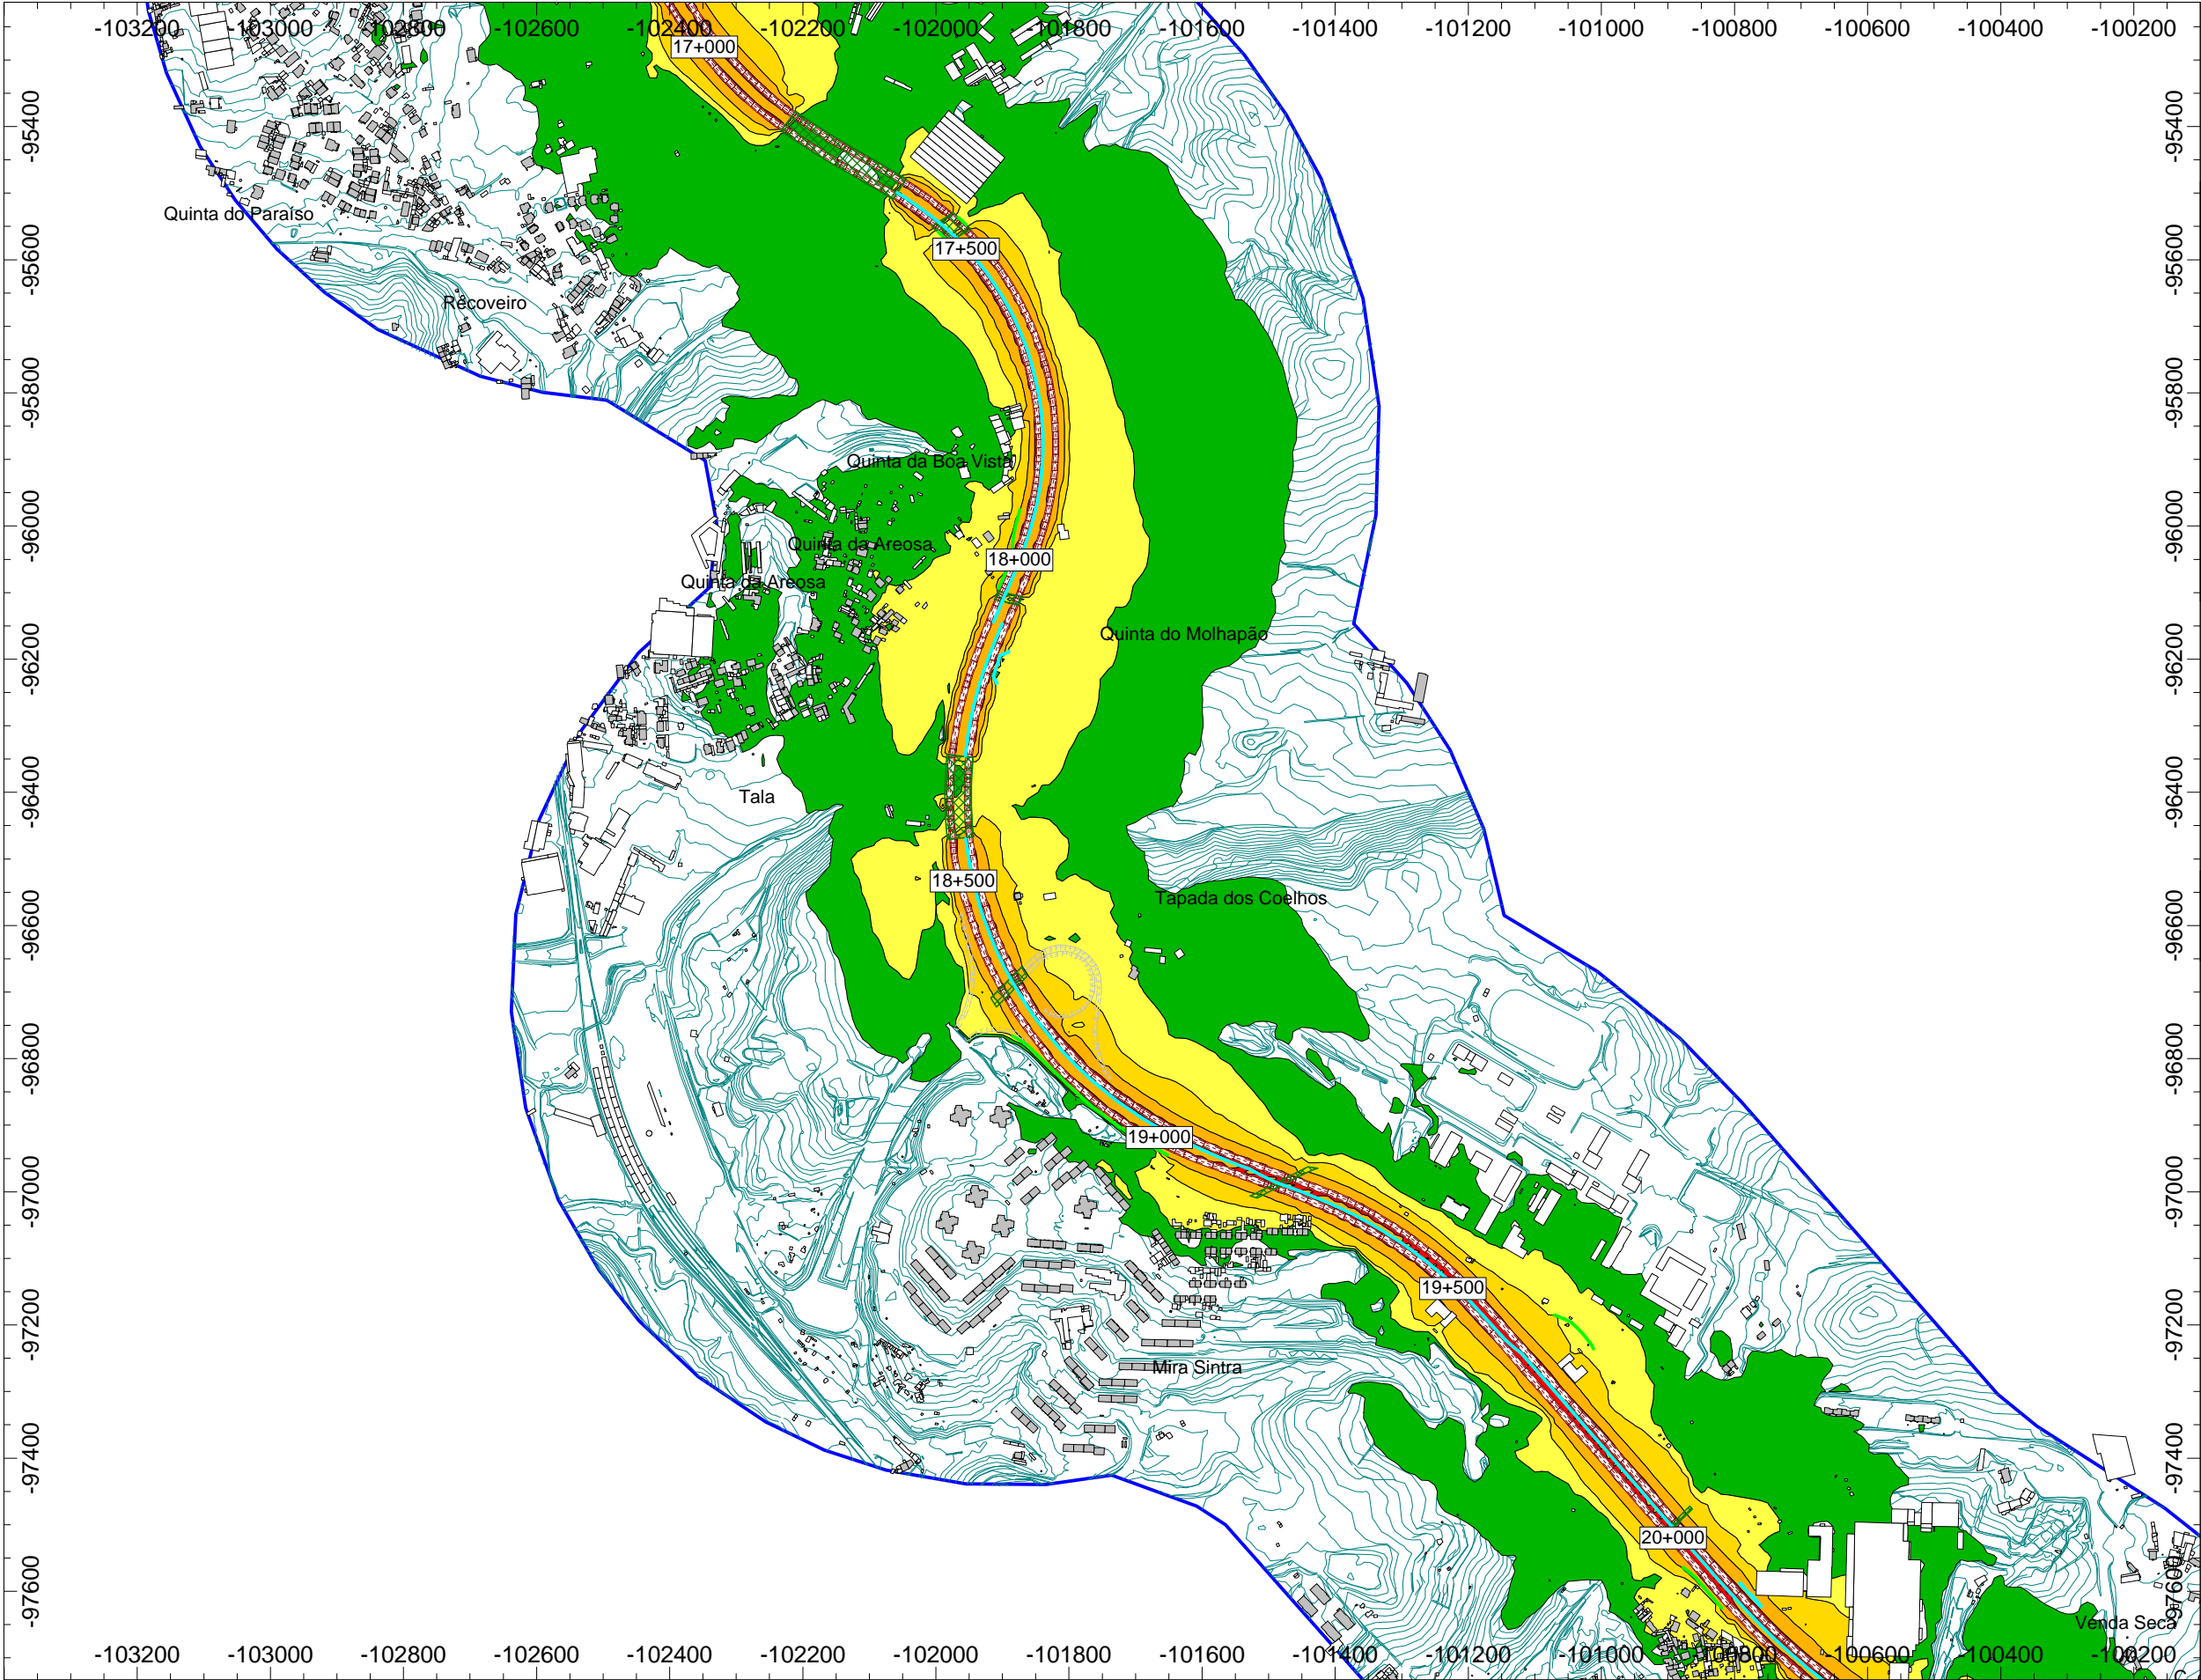 -103200 -103000 -102800 -102600 -102400 -102200 -102000 -101800 -101600 -101400 -101200 -101000 -100800 -100600 -100400 -100200
17+000
-95400 -95400
Quinta do Paraíso
17+500
-95600 -95600
Recoveiro
-95800 -95800
Quinta da Boa Vista
-96000 -96000
Quinta da Areosa
18+000
Quinta da Areosa
Quinta do Molhapão
-96200 -96200
Tala
-96400 -96400
18+500
Tapada dos Coelhos
-96600 -96600
-96800 -96800
19+000
-97000 -97000
19+500
-97200 -97200
Mira Sintra
-97400 -97400
20+000
-97600 -97600
Venda Seca
-103200 -103000 -102800 -102600 -102400 -102200 -102000 -101800 -101600 -101400 -101200 -101000 -100800 -100600 -100400 -100200